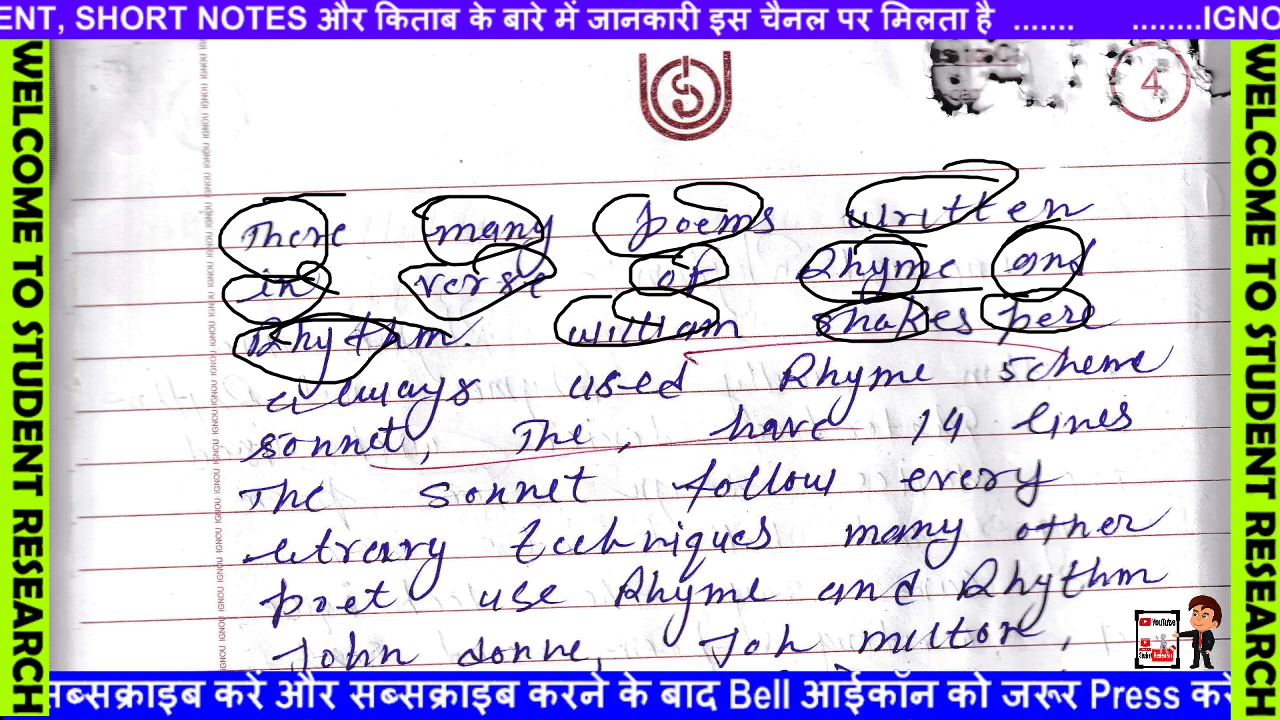 ENT, SHORT NOTES और किताब के बारे में जानकारी इस चैनल पर मिलता है ....... ........IGNO
WELCOME TO STUDENT RESEARCH
4
There many poems written
in verse of Rhyme and
Rhythm. William shakespere
always used Rhyme scheme
sonnet, The, have 14 lines
The sonnet follow every
techniques many other
poet use Rhyme and Rhythm
John donne, Joh milton,
YouTube
सब्सक्राइब करें और सब्सक्राइब करने के बाद Bell आईकॉन को जरूर Press करे
WELCOME TO STUDENT RESEARCH